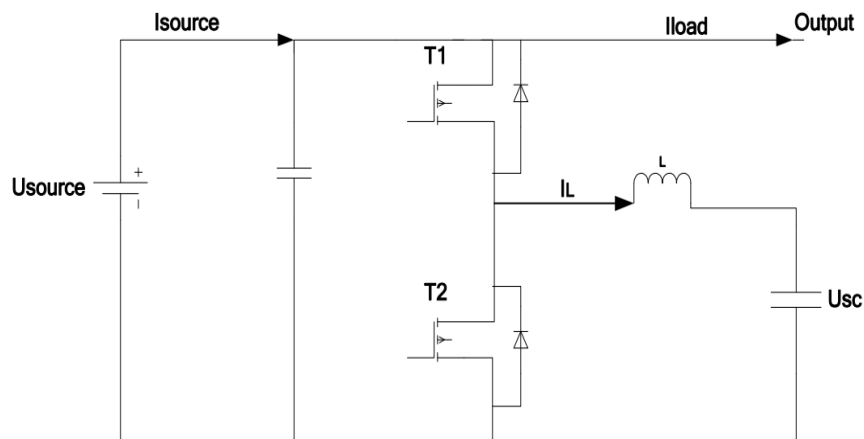 Isource
Iload
Output
T1
Usource
+
-
IL
L
T2
Usc